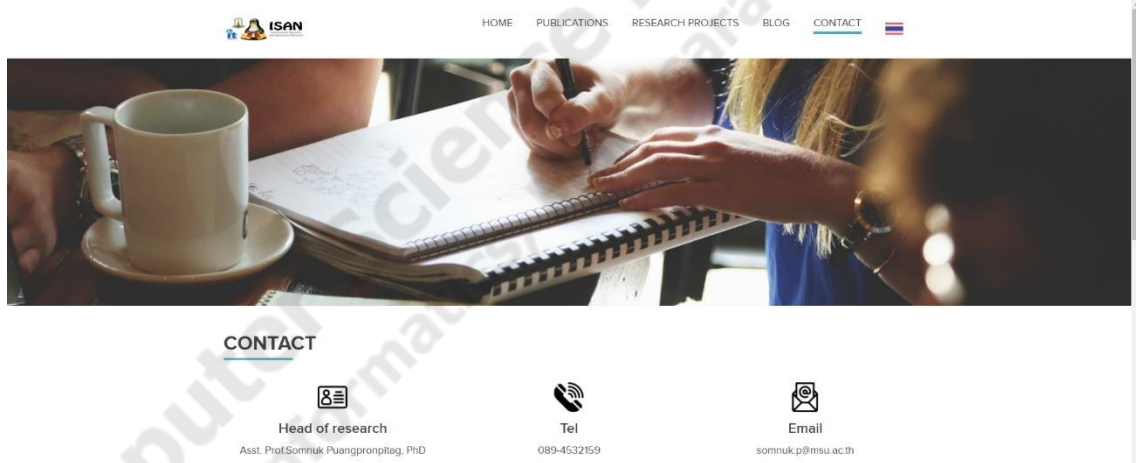 ISAN
HOME PUBLICATIONS RESEARCH PROJECTS BLOG CONTACT
CONTACT
Head of research
Asst. Prof.Somnuk Puangpronpitag, PhD
Tel
089-4532159
Email
somnuk.p@msu.ac.th